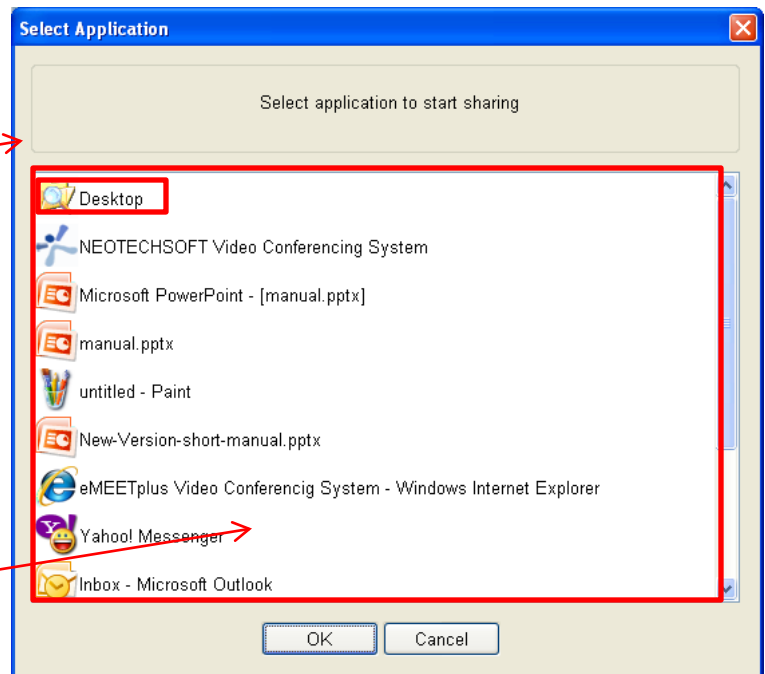 Select Application
Select application to start sharing
Desktop
NEOTECHSOFT Video Conferencing System
Microsoft PowerPoint - [manual.pptx]
manual.pptx
untitled - Paint
New-Version-short-manual.pptx
eMEETplus Video Conferencig System - Windows Internet Explorer
Yahoo! Messenger
Inbox - Microsoft Outlook
OK
Cancel